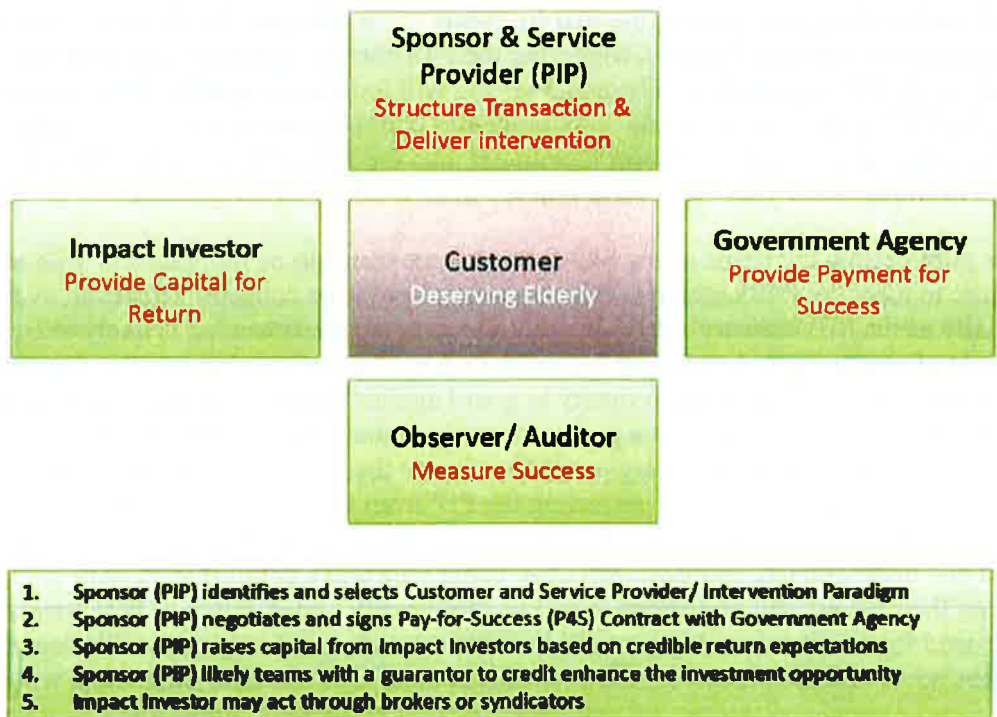 Sponsor & Service
Provider (PIP)
Structure Transaction &
Deliver intervention
Impact Investor
Provide Capital for
Return
Customer
Deserving Elderly
Government Agency
Provide Payment for
Success
Observer/ Auditor
Measure Success
1. Sponsor (PIP) identifies and selects Customer and Service Provider/ Intervention Paradigm
2. Sponsor (PIP) negotiates and signs Pay-for-Success (P4S) Contract with Government Agency
3. Sponsor (PIP) raises capital from Impact Investors based on credible return expectations
4. Sponsor (PIP) likely teams with a guarantor to credit enhance the investment opportunity
5. Impact Investor may act through brokers or syndicators